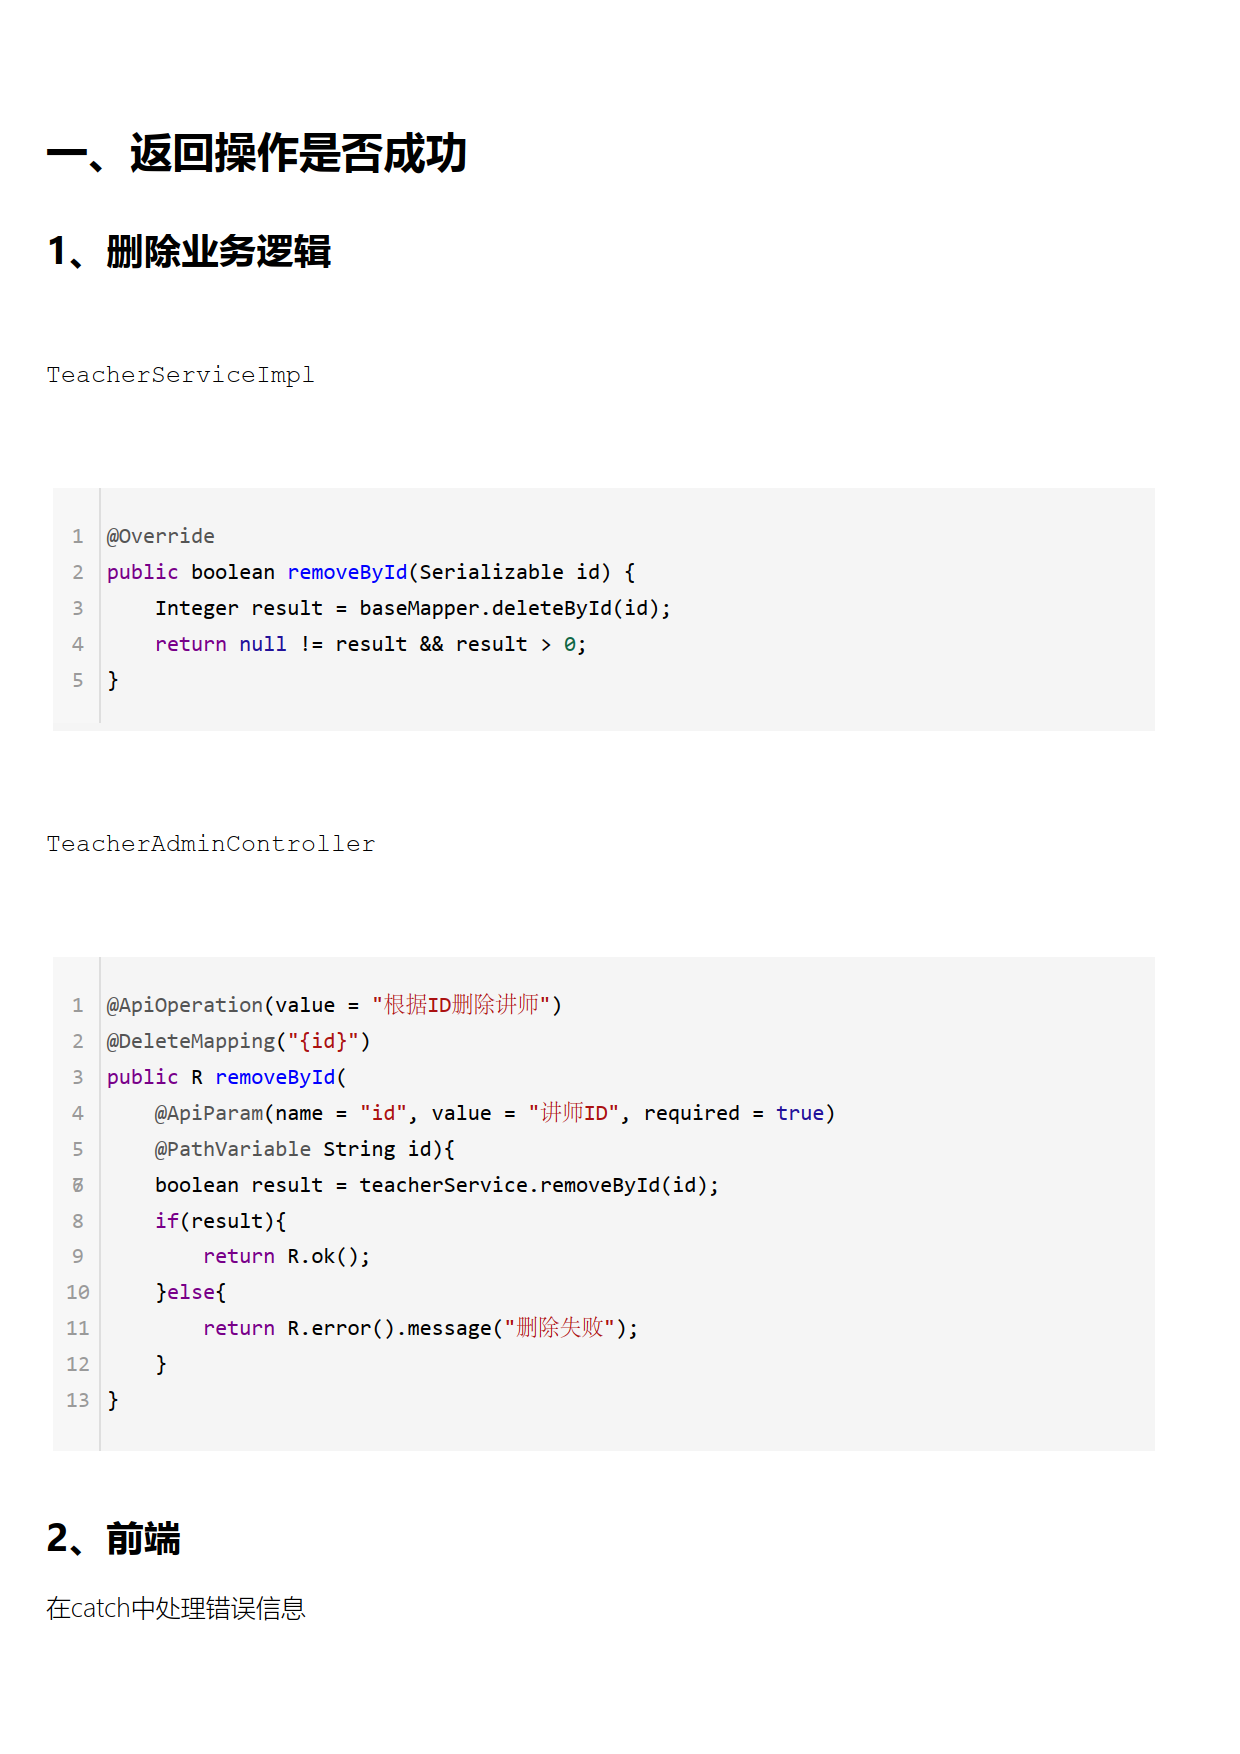 一、返回操作是否成功
1、删除业务逻辑
TeacherServiceImpl
1 @Override
2 public boolean removeById(Serializable id) {
3     Integer result = baseMapper.deleteById(id);
4     return null != result && result > 0;
5 }
TeacherAdminController
1 @ApiOperation(value = "根据ID删除讲师")
2 @DeleteMapping("{id}")
3 public R removeById(
4     @ApiParam(name = "id", value = "讲师ID", required = true)
5     @PathVariable String id){
6
7     boolean result = teacherService.removeById(id);
8     if(result){
9         return R.ok();
10     }else{
11         return R.error().message("删除失败");
12     }
13 }
2、前端
在catch中处理错误信息